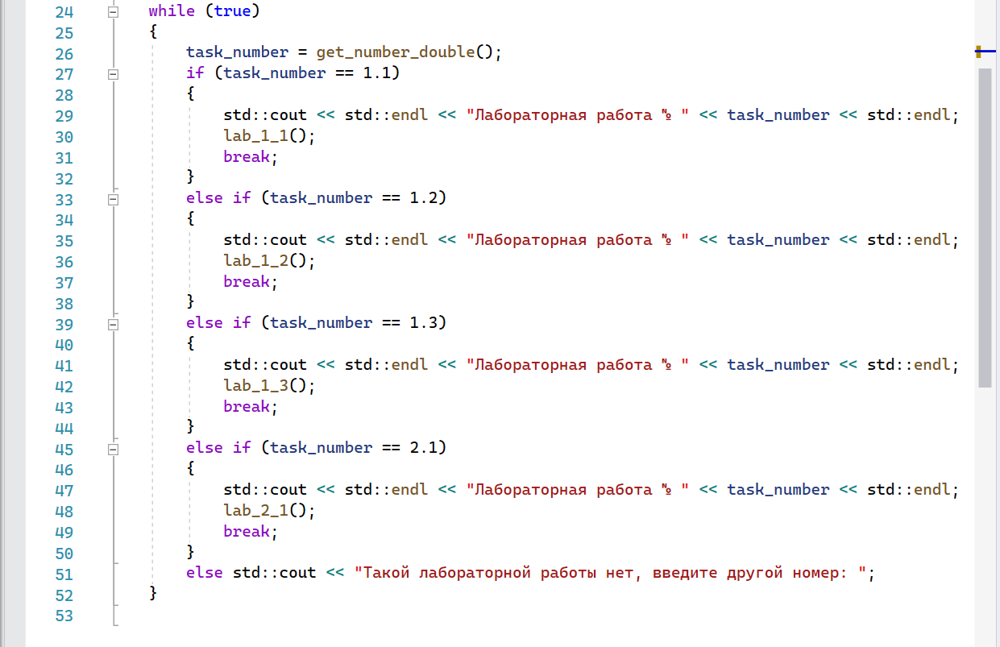 24 while (true)
25 {
26 task_number = get_number_double();
27 if (task_number == 1.1)
28 {
29 std::cout << std::endl << "Лабораторная работа № " << task_number << std::endl;
30 lab_1_1();
31 break;
32 }
33 else if (task_number == 1.2)
34 {
35 std::cout << std::endl << "Лабораторная работа № " << task_number << std::endl;
36 lab_1_2();
37 break;
38 }
39 else if (task_number == 1.3)
40 {
41 std::cout << std::endl << "Лабораторная работа № " << task_number << std::endl;
42 lab_1_3();
43 break;
44 }
45 else if (task_number == 2.1)
46 {
47 std::cout << std::endl << "Лабораторная работа № " << task_number << std::endl;
48 lab_2_1();
49 break;
50 }
51 else std::cout << "Такой лабораторной работы нет, введите другой номер: ";
52 }
53